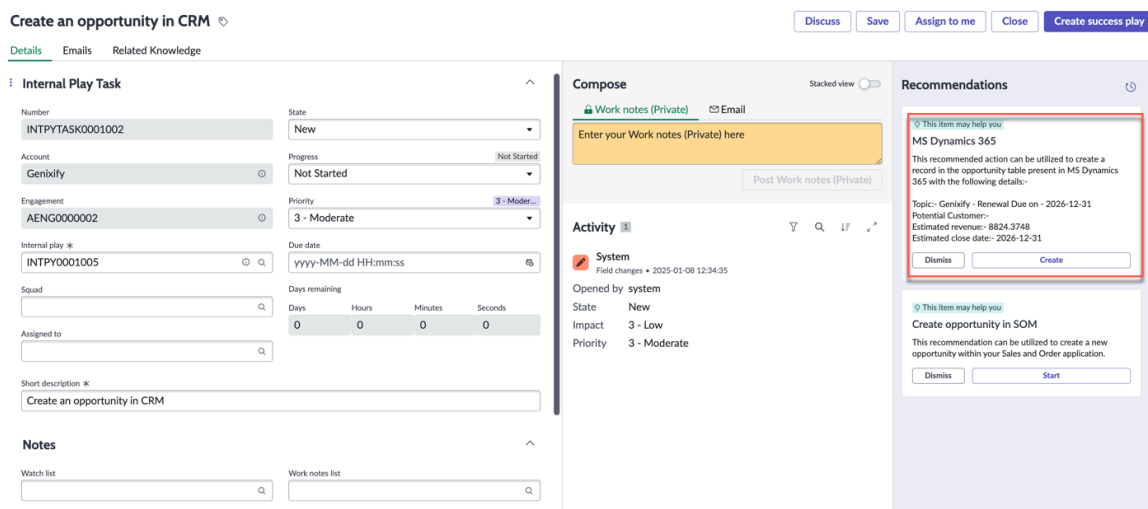 Create an opportunity in CRM
Discuss
Save
Assign to me
Close
Create success play
Details
Emails
Related Knowledge
Internal Play Task
Number
INTPYTASK0001002
State
New
Account
Genixify
Progress
Not Started
Not Started
Engagement
AENG0000002
Priority
3 - Moder...
3 - Moderate
Internal play *
INTPY0001005
Due date
yyyy-MM-dd HH:mm:ss
Squad
Days remaining
Days
Hours
Minutes
Seconds
0
0
0
0
Assigned to
Short description *
Create an opportunity in CRM
Notes
Watch list
Work notes list
Compose
Stacked view
Work notes (Private)
Email
Enter your Work notes (Private) here
Post Work notes (Private)
Activity 1
System
Field changes • 2025-01-08 12:34:35
Opened by system
State New
Impact 3 - Low
Priority 3 - Moderate
Recommendations
This item may help you
MS Dynamics 365
This recommended action can be utilized to create a
record in the opportunity table present in MS Dynamics
365 with the following details:-
Topic:- Genixify - Renewal Due on - 2026-12-31
Potential Customer:-
Estimated revenue:- 8824.3748
Estimated close date:- 2026-12-31
Dismiss
Create
This item may help you
Create opportunity in SOM
This recommendation can be utilized to create a new
opportunity within your Sales and Order application.
Dismiss
Start